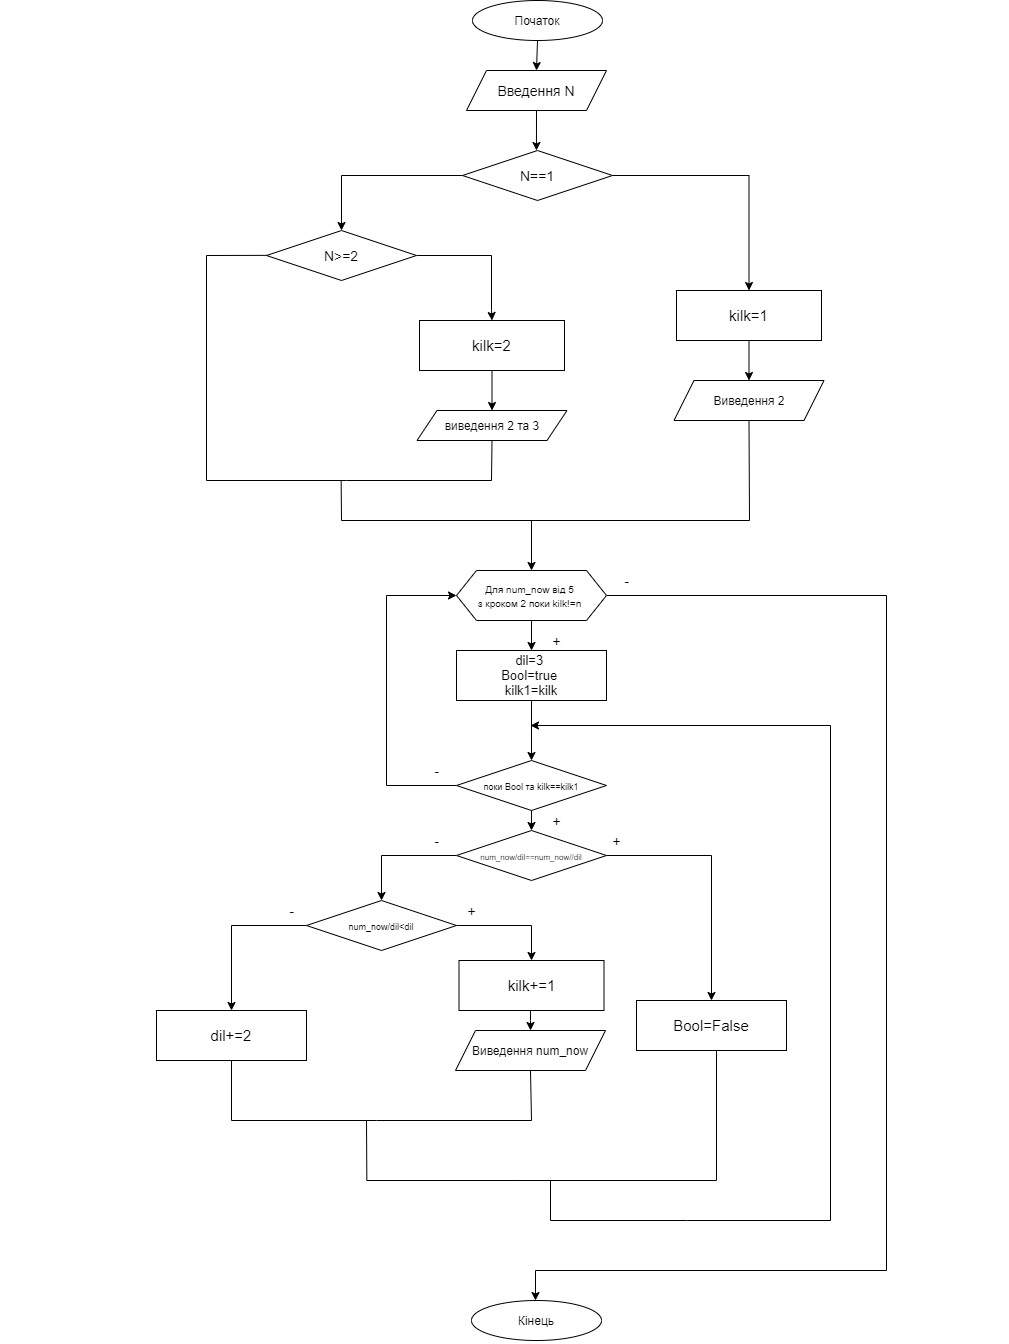 Початок
Введення N
N==1
N>=2
kilk=1
kilk=2
Виведення 2
виведення 2 та 3
Для num_now від 5
з кроком 2 поки kilk!=n
-
+
dil=3
Bool=true
kilk1=kilk
поки Bool та kilk==kilk1
-
+
num_now/dil==num_now//dil
-
+
num_now/dil<dil
-
+
kilk+=1
Bool=False
dil+=2
Виведення num_now
Кінець